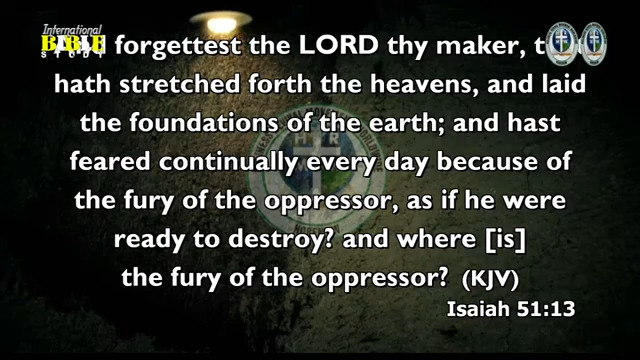 International
BIBLE
STUDY
And forgettest the LORD thy maker, that
hath stretched forth the heavens, and laid
the foundations of the earth; and hast
feared continually every day because of
the fury of the oppressor, as if he were
ready to destroy? and where [is]
the fury of the oppressor? (KJV)
Isaiah 51:13